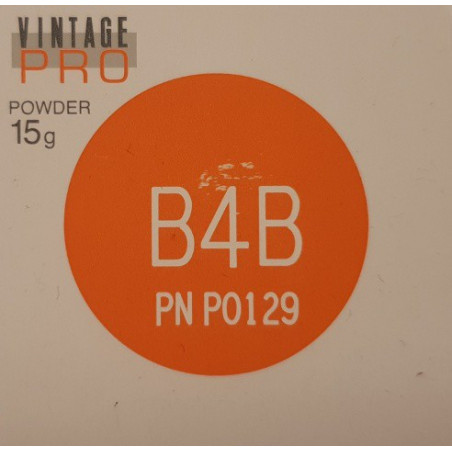 VINTAGE
PRO
POWDER
15g
B4B
PN P0129